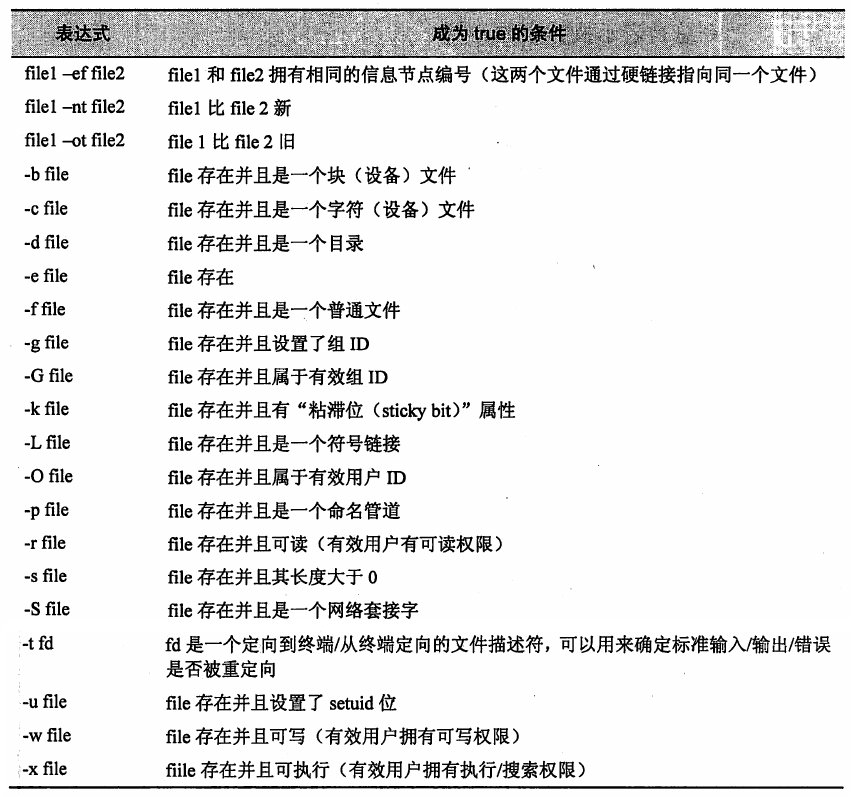 表达式 成为 true 的条件
file1 –ef file2 file1 和 file2 拥有相同的信息节点编号（这两个文件通过硬链接指向同一个文件）
file1 –nt file2 file1 比 file 2 新
file1 –ot file2 file 1 比 file 2 旧
-b file file 存在并且是一个块（设备）文件
-c file file 存在并且是一个字符（设备）文件
-d file file 存在并且是一个目录
-e file file 存在
-f file file 存在并且是一个普通文件
-g file file 存在并且设置了组 ID
-G file file 存在并且属于有效组 ID
-k file file 存在并且有“粘滞位（sticky bit）”属性
-L file file 存在并且是一个符号链接
-O file file 存在并且属于有效用户 ID
-p file file 存在并且是一个命名管道
-r file file 存在并且可读（有效用户有可读权限）
-s file file 存在并且其长度大于 0
-S file file 存在并且是一个网络套接字
-t fd fd 是一个定向到终端/从终端定向的文件描述符，可以用来确定标准输入/输出/错误
是否被重定向
-u file file 存在并且设置了 setuid 位
-w file file 存在并且可写（有效用户拥有可写权限）
-x file fiile 存在并且可执行（有效用户拥有执行/搜索权限）